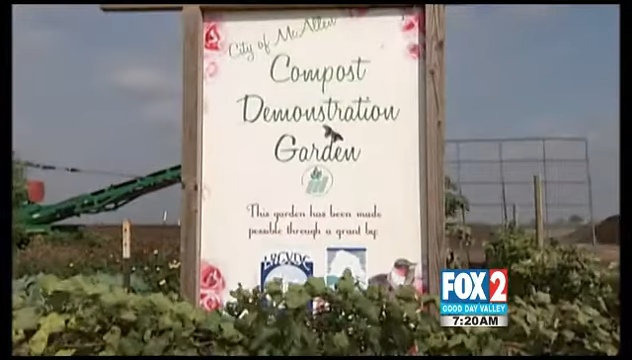 City of McAllen
Compost
Demonstration
Garden
This garden has been made
possible through a grant by:
LRGVDC
FOX 2
GOOD DAY VALLEY
7:20AM